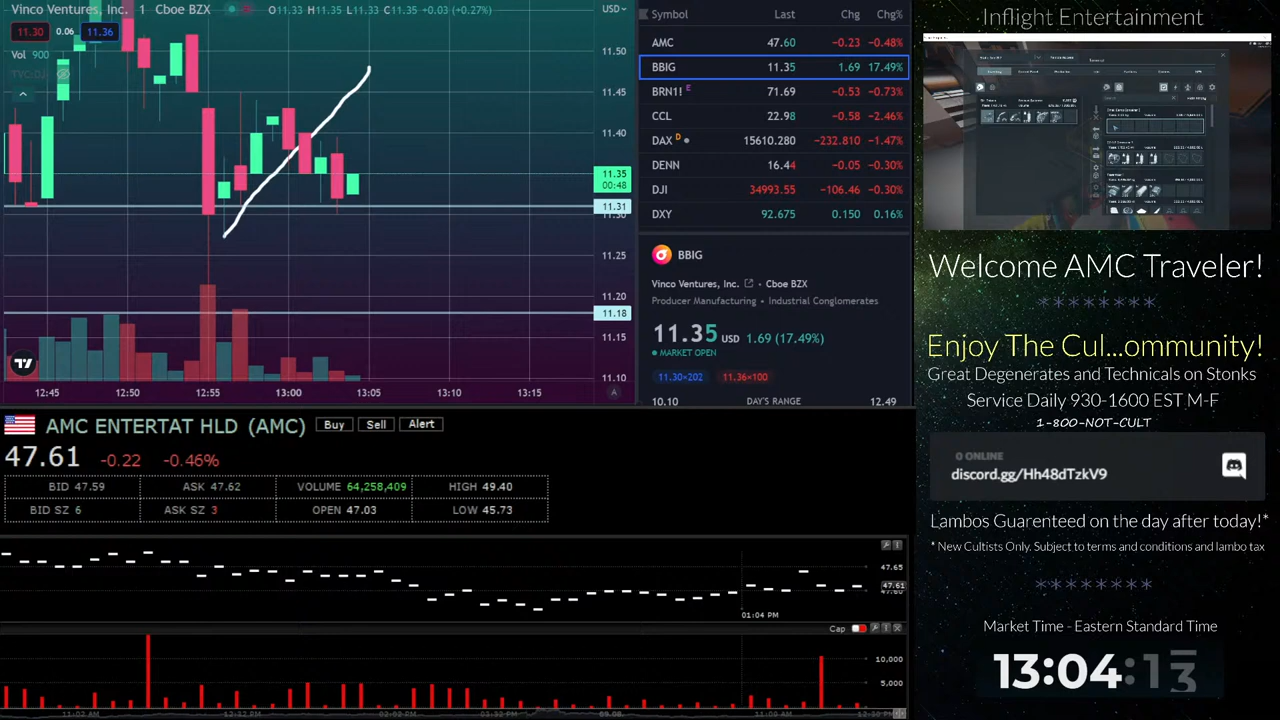 Vinco Ventures, Inc. 1 Cboe BZX O11.33 H11.35 L11.33 C11.35 +0.03 (+0.27%)
USD
11.30 0.06 11.36
Vol 900
11.50
11.45
11.40
11.35
00:48
11.31
11.30
11.25
11.20
11.18
11.15
11.10
12:45 12:50 12:55 13:00 13:05 13:10 13:15
Symbol Last Chg Chg%
AMC 47.60 −0.23 −0.48%
BBIG 11.35 1.69 17.49%
BRN1! E 71.69 −0.53 −0.73%
CCL 22.98 −0.58 −2.46%
DAX D 15610.280 −232.810 −1.47%
DENN 16.44 −0.05 −0.30%
DJI 34993.55 −106.46 −0.30%
DXY 92.675 0.150 0.16%
BBIG
Vinco Ventures, Inc. • Cboe BZX
Producer Manufacturing • Industrial Conglomerates
11.35 USD 1.69 (17.49%)
MARKET OPEN
11.30×202 11.36×100
10.10 DAY'S RANGE 12.49
AMC ENTERTAT HLD (AMC) Buy Sell Alert
47.61 -0.22 -0.46%
BID 47.59 ASK 47.62 VOLUME 64,258,409 HIGH 49.40
BID SZ 6 ASK SZ 3 OPEN 47.03 LOW 45.73
47.65
47.61
01:04 PM
Cap
10,000
5,000
Inflight Entertainment
Welcome AMC Traveler!
********
Enjoy The Cul...ommunity!
Great Degenerates and Technicals on Stonks
Service Daily 930-1600 EST M-F
1-800-NOT-CULT
0 ONLINE
discord.gg/Hh48dTzkV9
Lambos Guarenteed on the day after today!*
* New Cultists Only. Subject to terms and conditions and lambo tax
********
Market Time - Eastern Standard Time
13:04:13